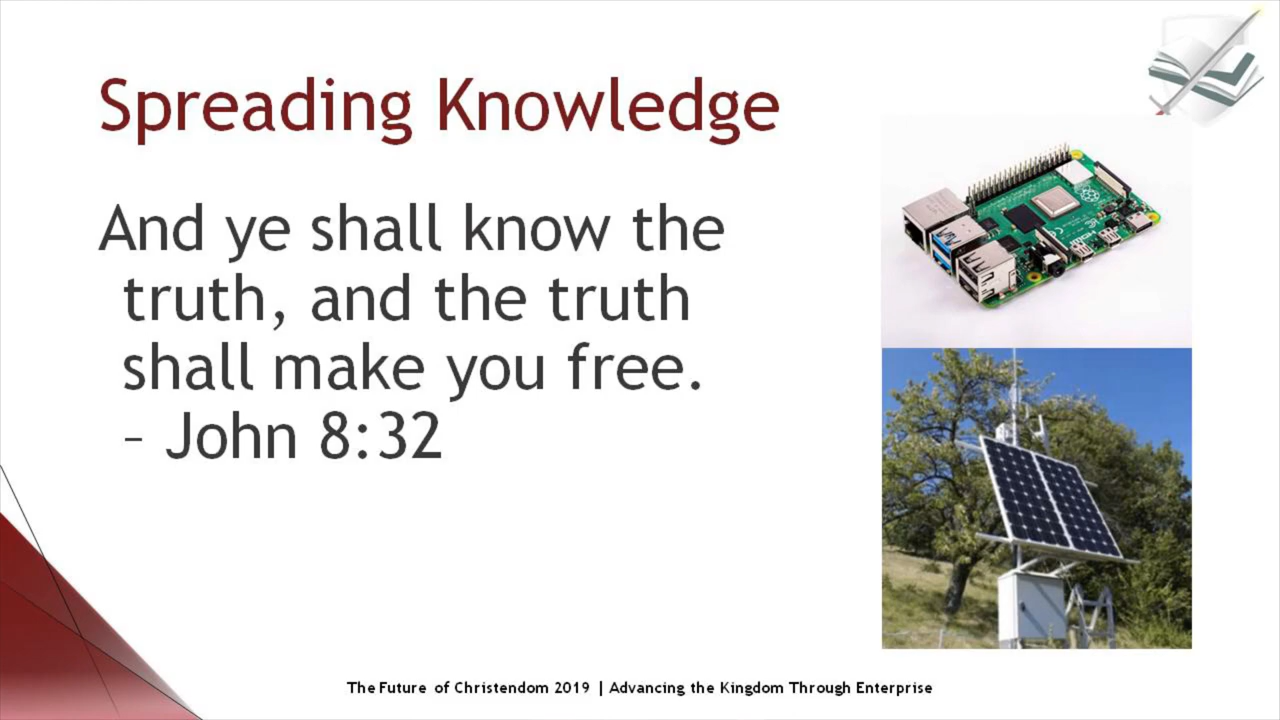 Spreading Knowledge
And ye shall know the
truth, and the truth
shall make you free.
– John 8:32
The Future of Christendom 2019 | Advancing the Kingdom Through Enterprise